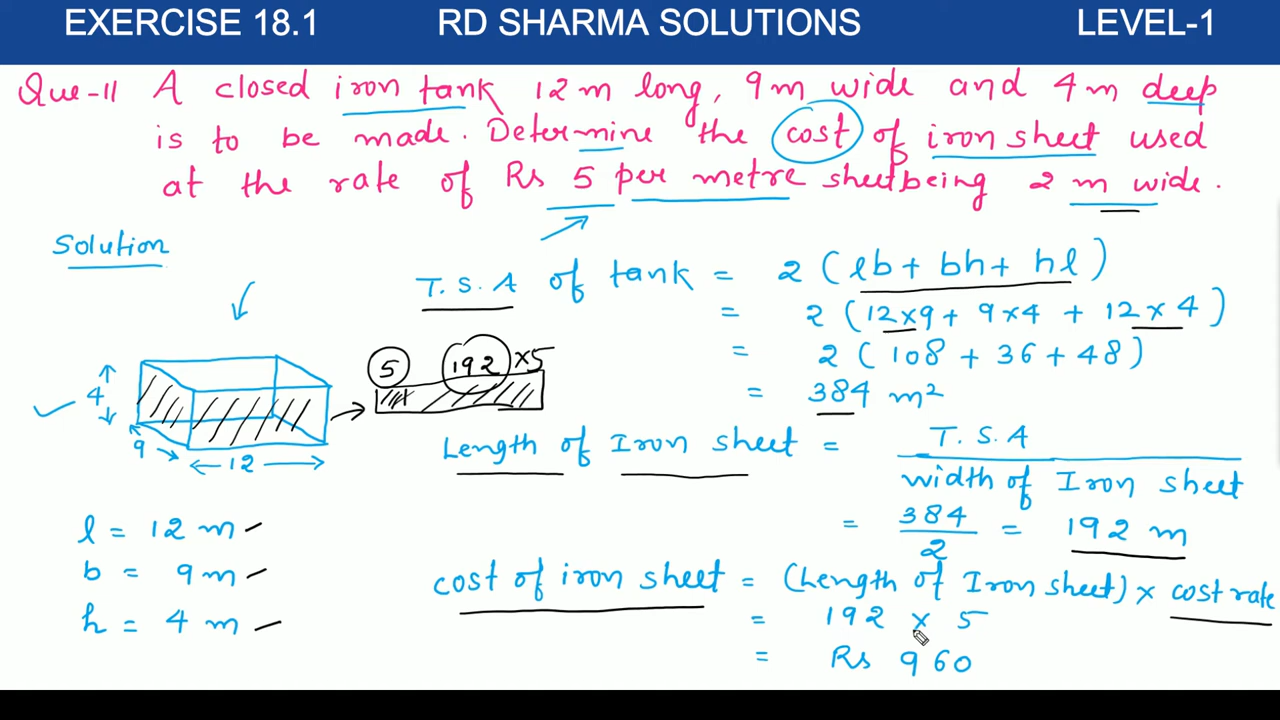 EXERCISE 18.1 RD SHARMA SOLUTIONS LEVEL-1
Que-11 A closed iron tank 12m long, 9m wide and 4m deep
is to be made. Determine the cost of iron sheet used
at the rate of Rs 5 per metre sheet being 2 m wide.
Solution
T.S.A of tank = 2 (lb + bh + hl)
= 2 (12×9 + 9×4 + 12×4)
= 2 (108 + 36 + 48)
= 384 m²
4
9
12
5 192 ×5
Length of Iron sheet = T.S.A
width of Iron sheet
= 384 = 192 m
2
l = 12 m
b = 9 m
h = 4 m
cost of iron sheet = (Length of Iron sheet) × cost rate
= 192 × 5
= Rs 960